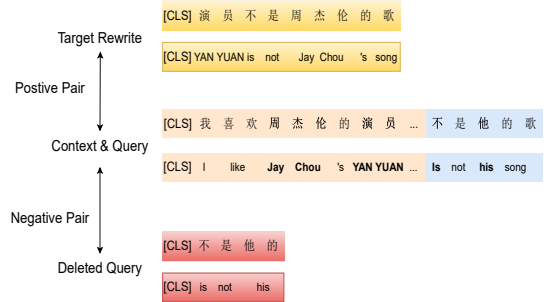 [CLS] 演 员 不 是 周 杰 伦 的 歌
Target Rewrite
[CLS] YAN YUAN is not Jay Chou 's song
Postive Pair
[CLS] 我 喜 欢 周 杰 伦 的 演 员 ... 不 是 他 的 歌
Context & Query
[CLS] I like Jay Chou 's YAN YUAN ... Is not his song
Negative Pair
[CLS] 不 是 他 的
Deleted Query
[CLS] is not his